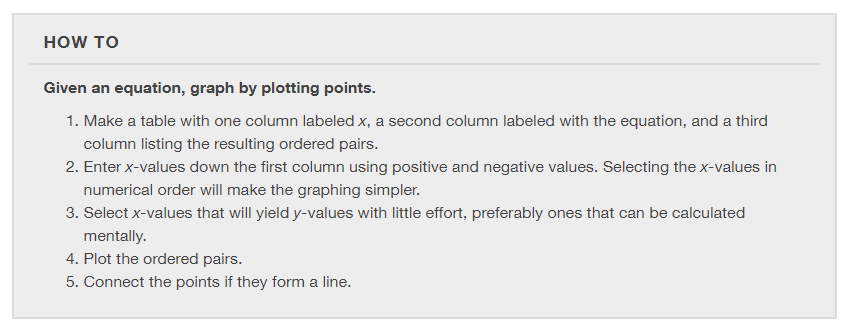 HOW TO
Given an equation, graph by plotting points.
1. Make a table with one column labeled x, a second column labeled with the equation, and a third
column listing the resulting ordered pairs.
2. Enter x-values down the first column using positive and negative values. Selecting the x-values in
numerical order will make the graphing simpler.
3. Select x-values that will yield y-values with little effort, preferably ones that can be calculated
mentally.
4. Plot the ordered pairs.
5. Connect the points if they form a line.